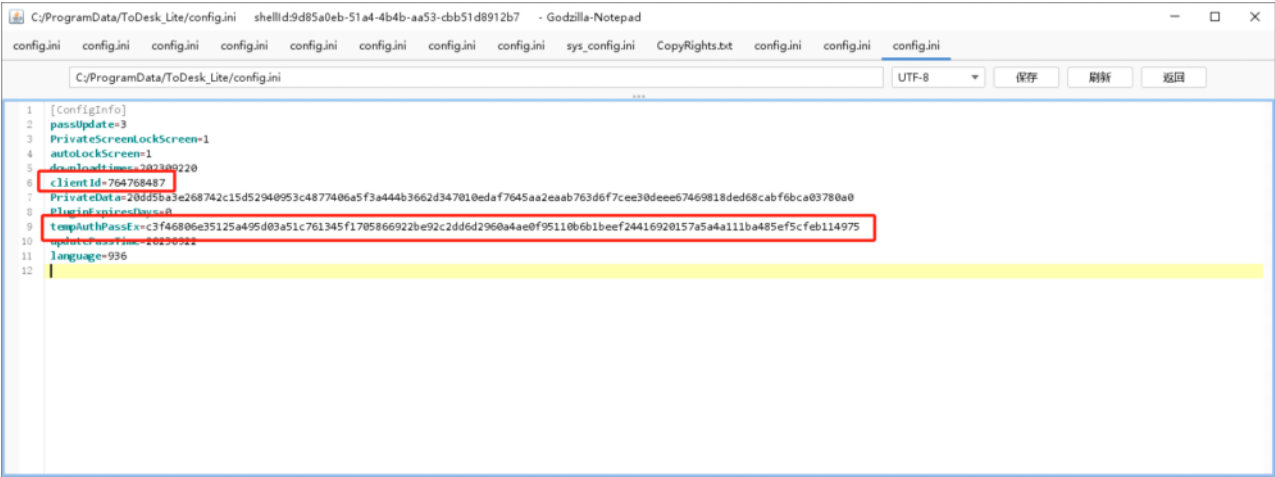 C:/ProgramData/ToDesk_Lite/config.ini shellId:9d85a0eb-51a4-4b4b-aa53-cbb51d8912b7 - Godzilla-Notepad
config.ini config.ini config.ini config.ini config.ini config.ini config.ini config.ini sys_config.ini CopyRights.txt config.ini config.ini config.ini
C:/ProgramData/ToDesk_Lite/config.ini UTF-8 保存 刷新 返回
1 [ConfigInfo]
2 passUpdate=3
3 PrivateScreenLockScreen=1
4 autoLockScreen=1
5 downloadtimes=202309220
6 clientId=764768487
7 PrivateData=20dd5ba3e268742c15d52940953c4877406a5f3a444b3662d347010edaf7645aa2eaab763d6f7cee30deee67469818ded68cabf6bca03780a0
8 PluginExpiresDays=0
9 tempAuthPassEx=c3f46806e35125a495d03a51c761345f1705866922be92c2dd6d2960a4ae0f95110b6b1beef24416920157a5a4a111ba485ef5cfeb114975
10 updatePassTime=20230922
11 language=936
12